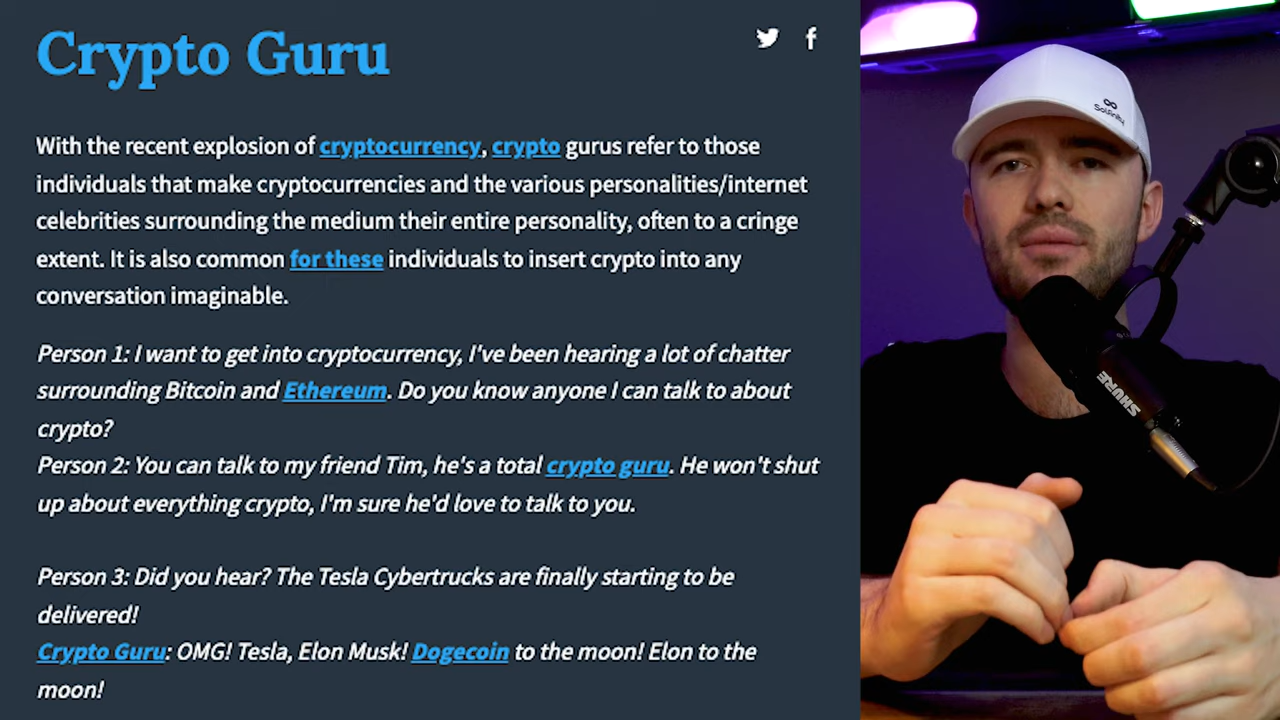 Crypto Guru
With the recent explosion of cryptocurrency, crypto gurus refer to those
individuals that make cryptocurrencies and the various personalities/internet
celebrities surrounding the medium their entire personality, often to a cringe
extent. It is also common for these individuals to insert crypto into any
conversation imaginable.
Person 1: I want to get into cryptocurrency, I've been hearing a lot of chatter
surrounding Bitcoin and Ethereum. Do you know anyone I can talk to about
crypto?
Person 2: You can talk to my friend Tim, he's a total crypto guru. He won't shut
up about everything crypto, I'm sure he'd love to talk to you.
Person 3: Did you hear? The Tesla Cybertrucks are finally starting to be
delivered!
Crypto Guru: OMG! Tesla, Elon Musk! Dogecoin to the moon! Elon to the
moon!
Solfinity
SHURE